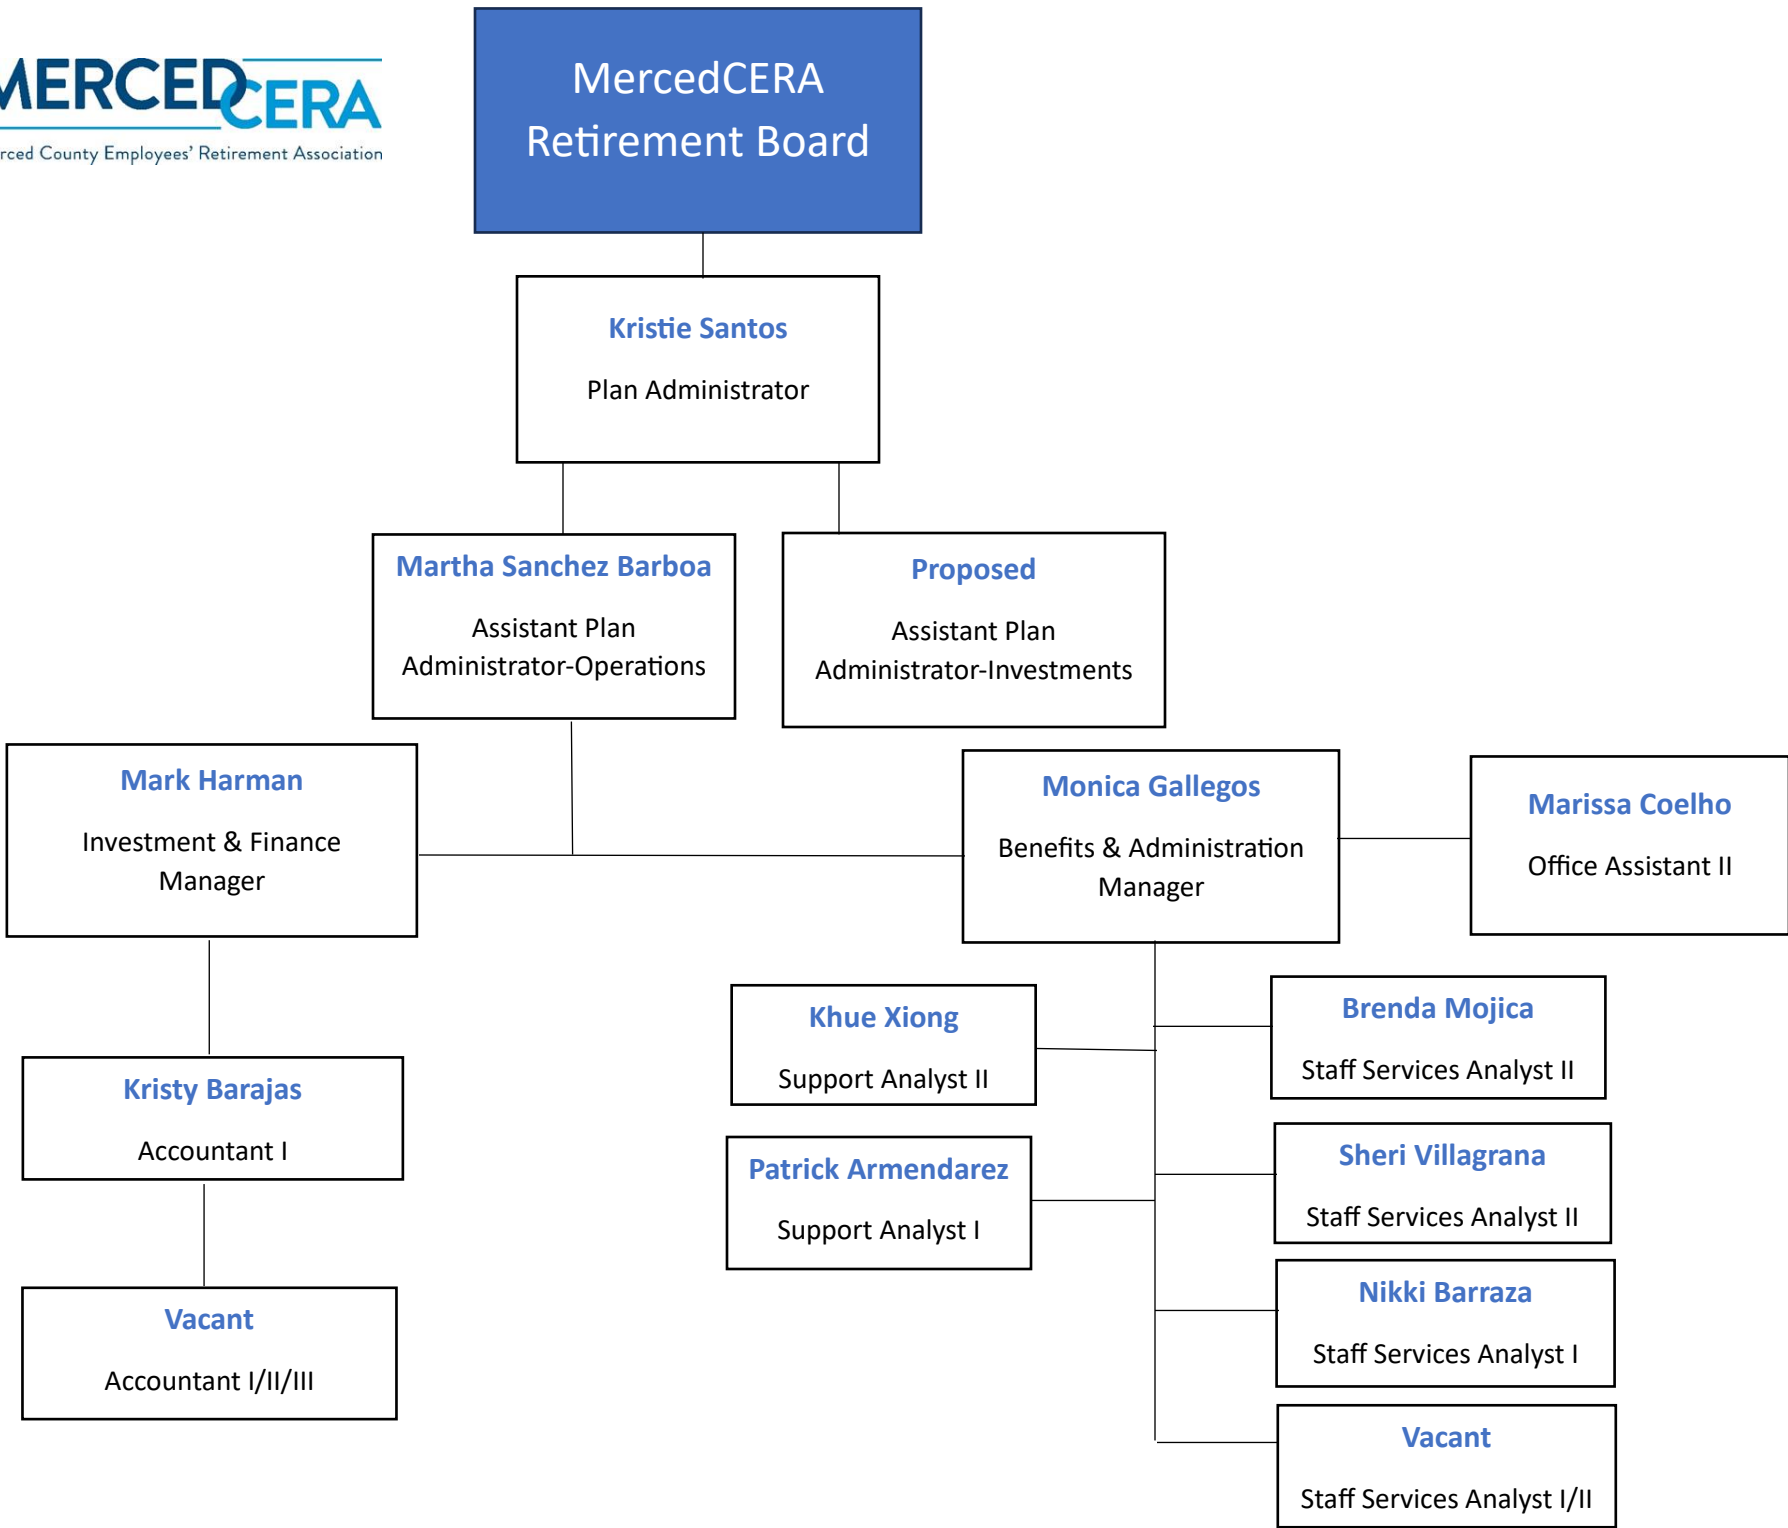 MERCEDCERA
rced County Employees' Retirement Association
MercedCERA
Retirement Board
Kristie Santos
Plan Administrator
Martha Sanchez Barboa
Assistant Plan
Administrator-Operations
Proposed
Assistant Plan
Administrator-Investments
Mark Harman
Investment & Finance
Manager
Monica Gallegos
Benefits & Administration
Manager
Marissa Coelho
Office Assistant II
Kristy Barajas
Accountant I
Vacant
Accountant I/II/III
Khue Xiong
Support Analyst II
Patrick Armendarez
Support Analyst I
Brenda Mojica
Staff Services Analyst II
Sheri Villagrana
Staff Services Analyst II
Nikki Barraza
Staff Services Analyst I
Vacant
Staff Services Analyst I/II